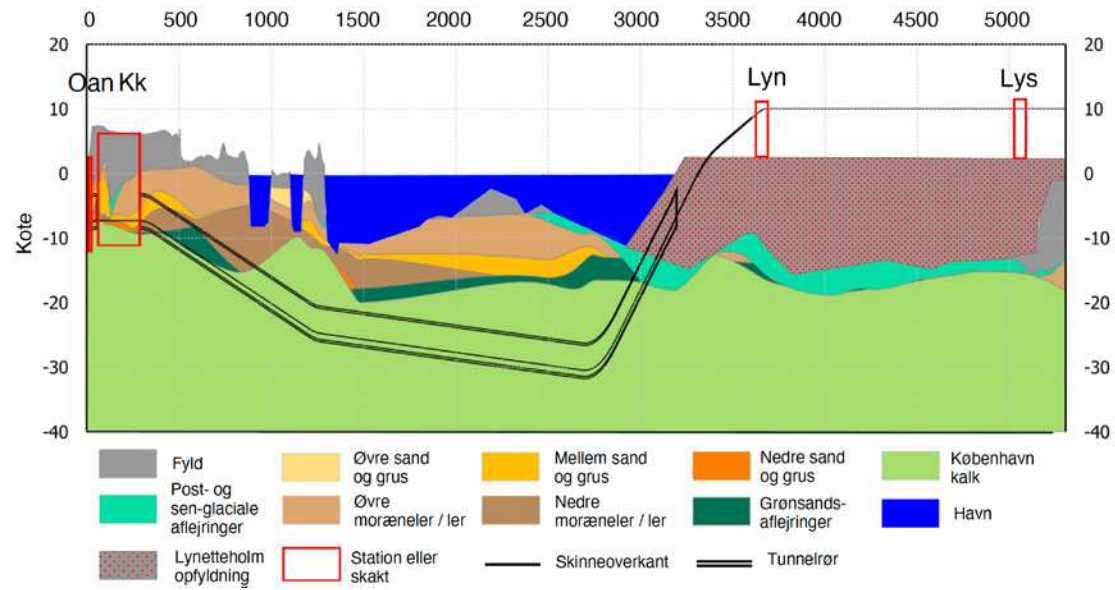 0 500 1000 1500 2000 2500 3000 3500 4000 4500 5000
20 20
Oan Kk Lyn Lys
10 10
0 0
-10 -10
-20 -20
-30 -30
-40 -40
Kote
Fyld
Øvre sand
og grus
Mellem sand
og grus
Nedre sand
og grus
København
kalk
Post- og
sen-glaciale
aflejringer
Øvre
moræneler / ler
Nedre
moræneler / ler
Grønsands-
aflejringer
Havn
Lynetteholm
opfyldning
Station eller
skakt
Skinneoverkant
Tunnelrør